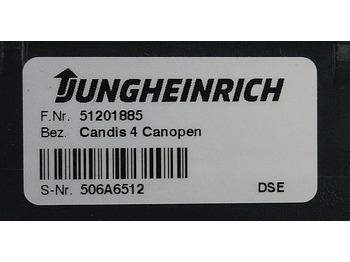 JUNGHEINRICH
F.Nr. 51201885
Bez. Candis 4 Canopen
S-Nr. 506A6512 DSE